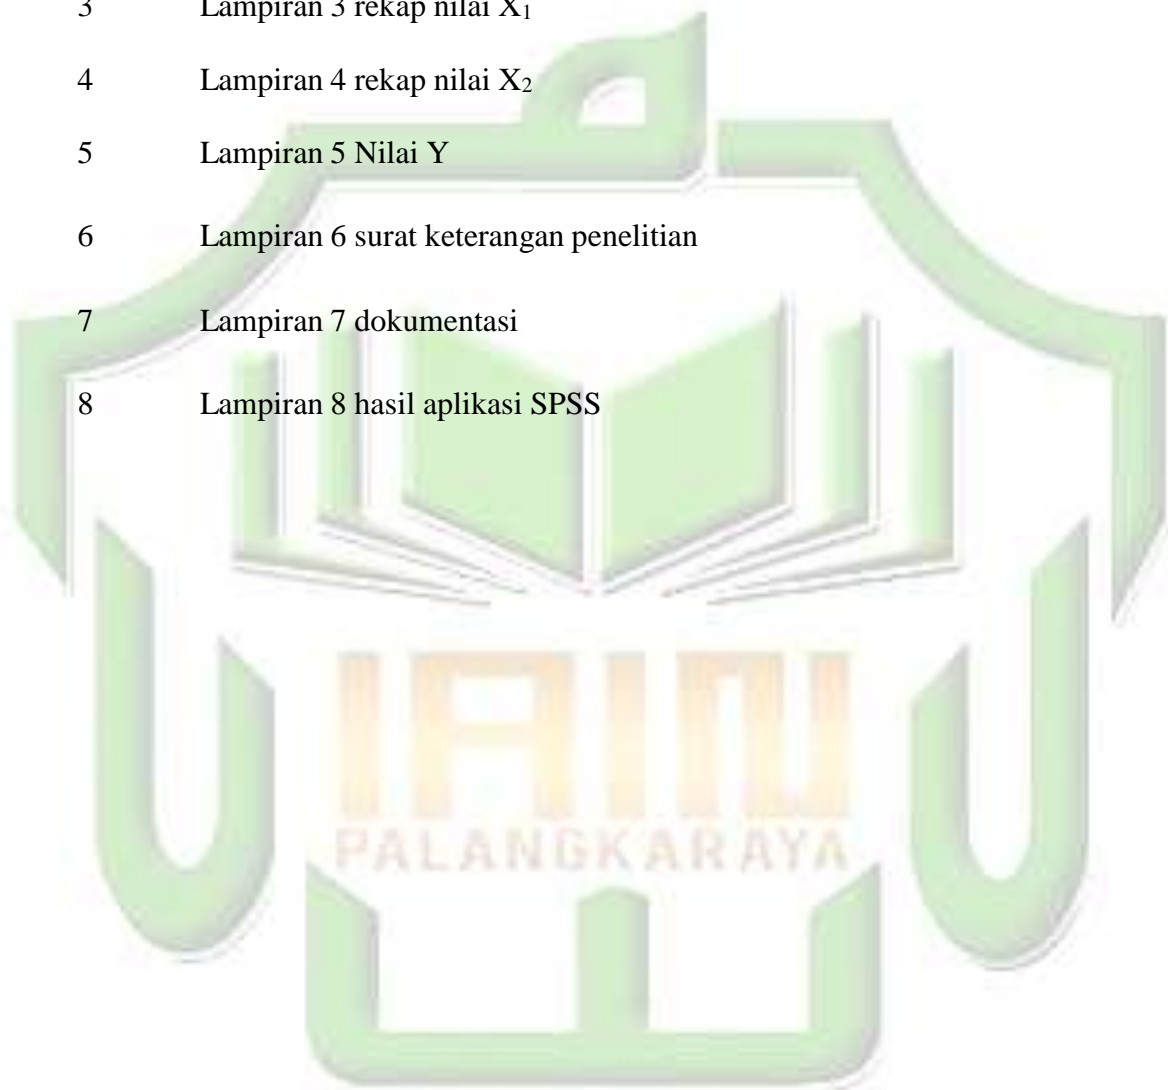 3 Lampiran 3 rekap nilai X₁
4 Lampiran 4 rekap nilai X₂
5 Lampiran 5 Nilai Y
6 Lampiran 6 surat keterangan penelitian
7 Lampiran 7 dokumentasi
8 Lampiran 8 hasil aplikasi SPSS
IAIN
PALANGKARAYA